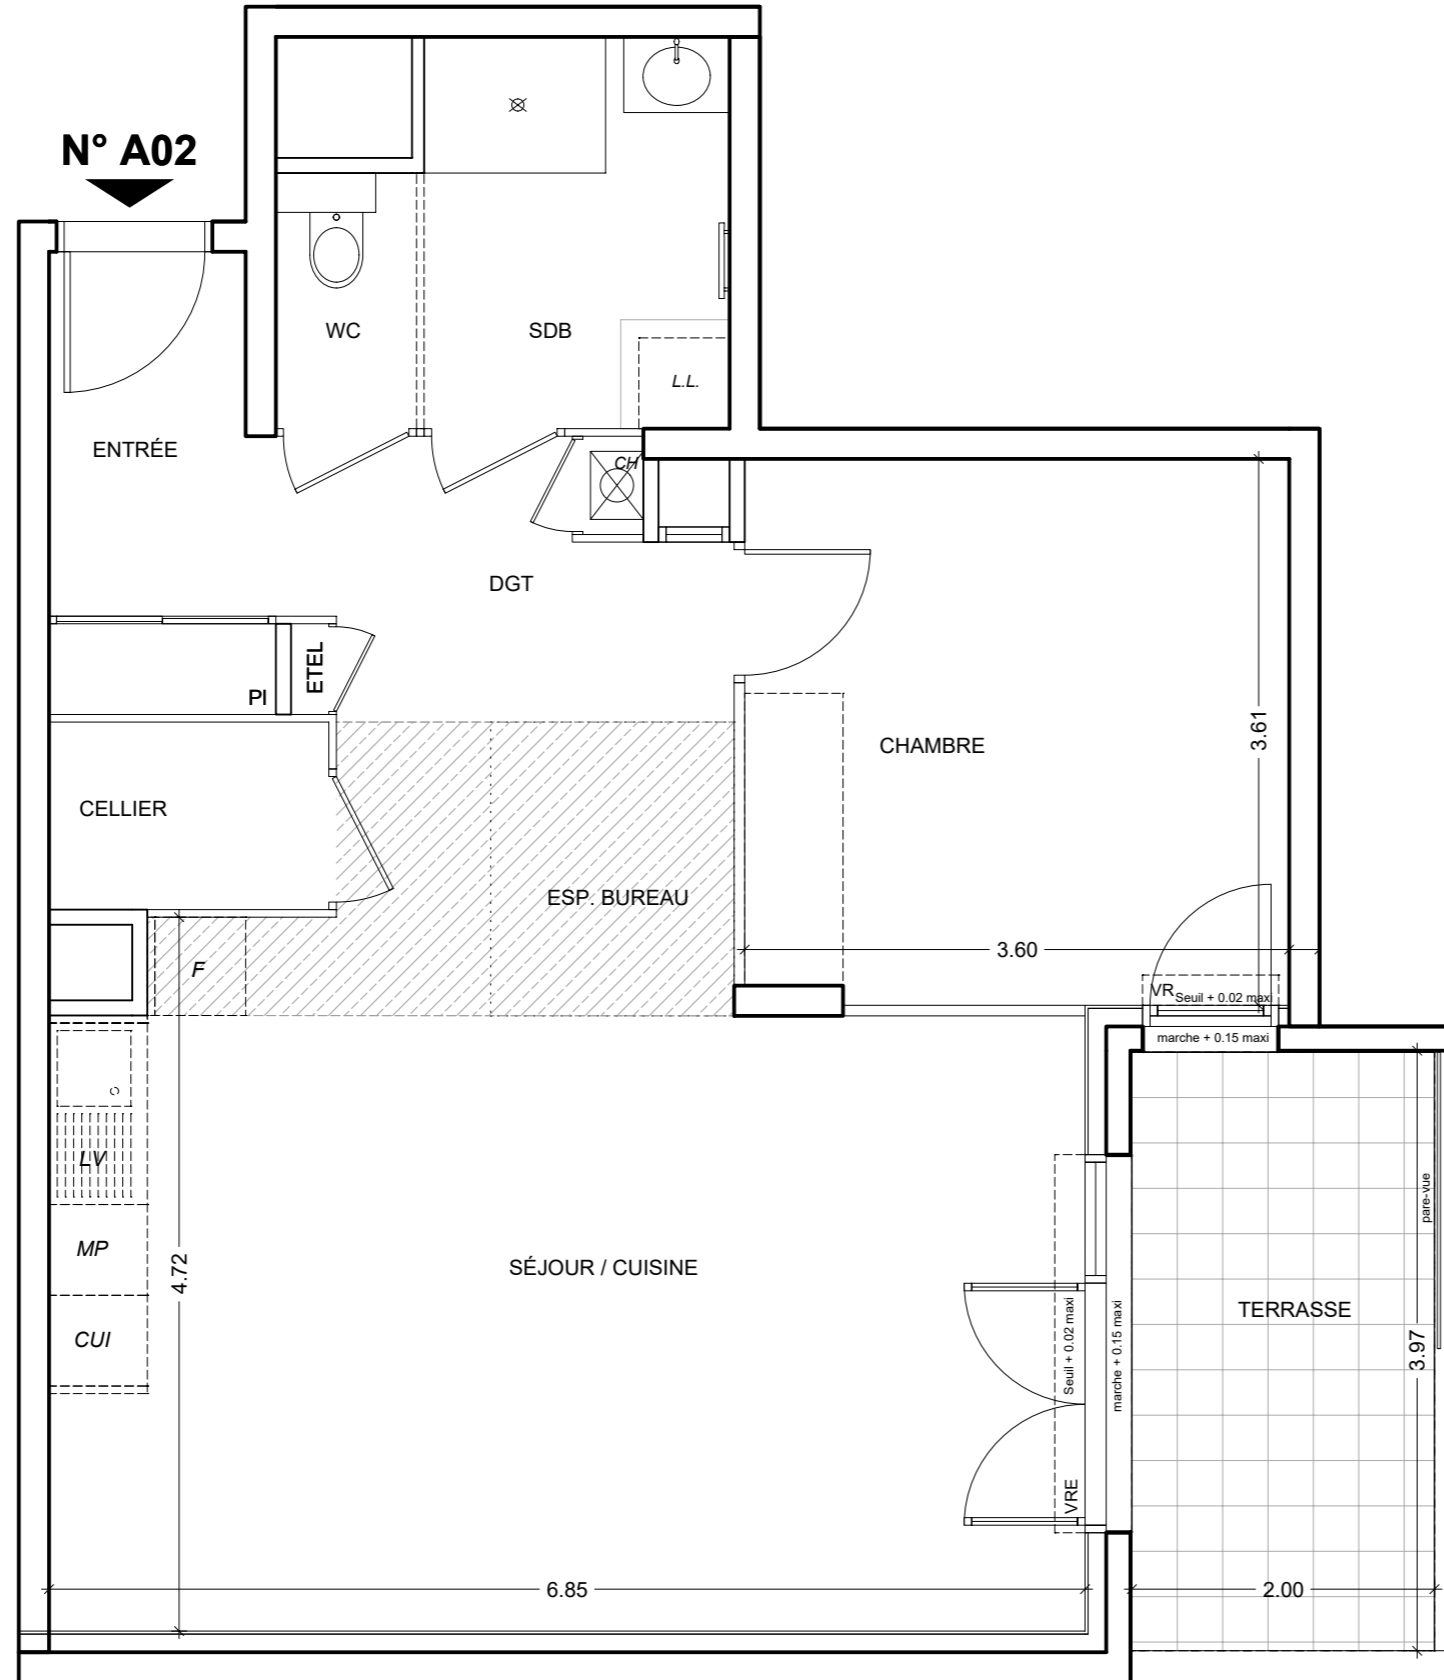 N° A02
WC
SDB
L.L.
ENTRÉE
CH
DGT
ETEL
PI
CHAMBRE
3.61
CELLIER
ESP. BUREAU
3.60
F
VR
Seuil + 0.02 maxi
marche + 0.15 maxi
LV
pare-vue
MP
4.72
SÉJOUR / CUISINE
CUI
Seuil + 0.02 maxi
marche + 0.15 maxi
TERRASSE
3.97
VRE
6.85
2.00